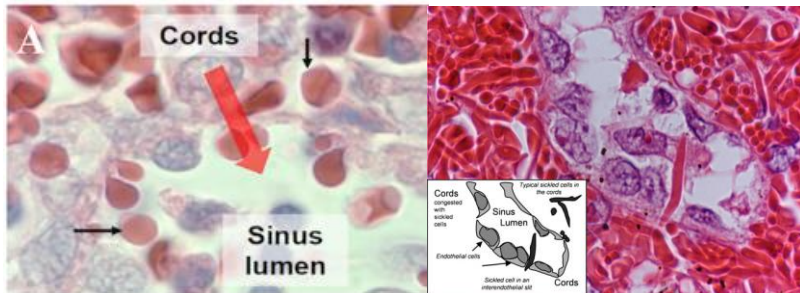 A
Cords
Sinus
lumen
Cords
congested
with
sickled
cells
Typical sickled cells in
the cords
Sinus
Lumen
Endothelial cells
Sickled cell in an
interendothelial slit
Cords